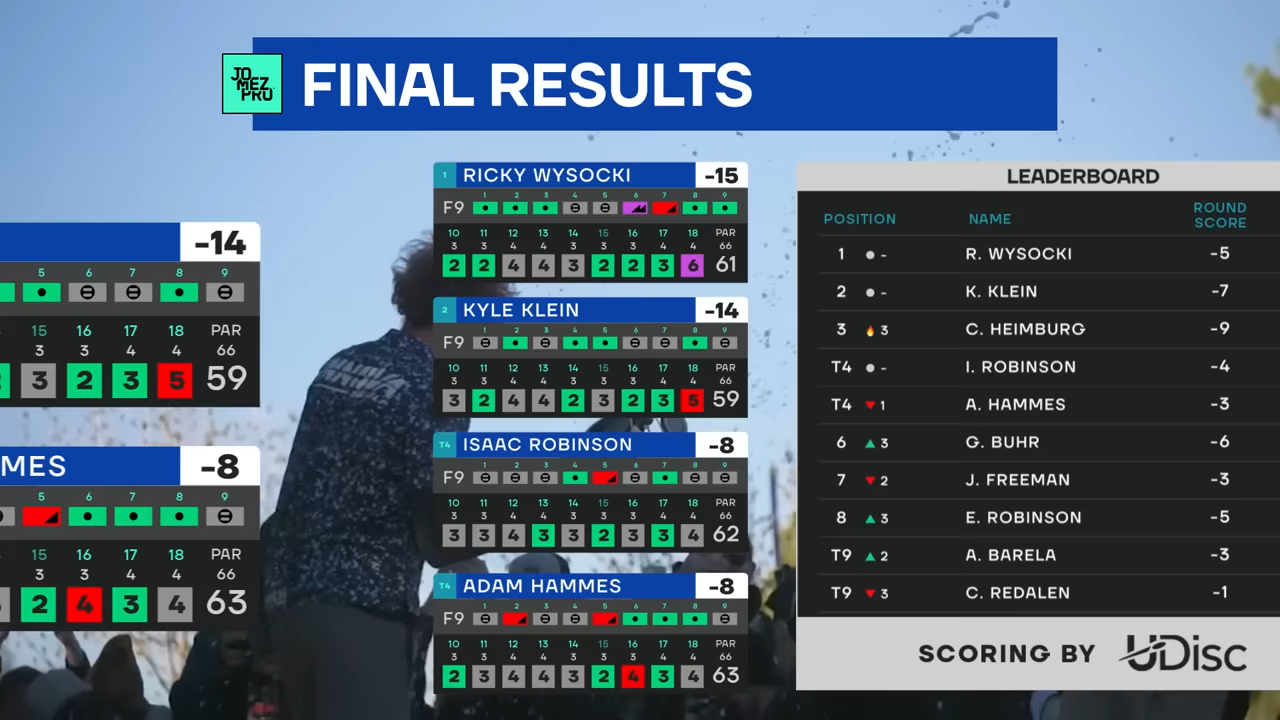 JO
MEZ
PRO
FINAL RESULTS
-14
5 6 7 8 9
15 16 17 18 PAR
3 3 4 4 66
3 2 3 5 59
MES -8
5 6 7 8 9
15 16 17 18 PAR
3 3 4 4 66
2 4 3 4 63
1 RICKY WYSOCKI -15
1 2 3 4 5 6 7 8 9
F9
10 11 12 13 14 15 16 17 18 PAR
3 3 4 4 3 3 3 4 4 66
2 2 4 4 3 2 2 3 6 61
2 KYLE KLEIN -14
1 2 3 4 5 6 7 8 9
F9
10 11 12 13 14 15 16 17 18 PAR
3 3 4 4 3 3 3 4 4 66
3 2 4 4 2 3 2 3 5 59
T4 ISAAC ROBINSON -8
1 2 3 4 5 6 7 8 9
F9
10 11 12 13 14 15 16 17 18 PAR
3 3 4 4 3 3 3 4 4 66
3 3 4 3 3 2 3 3 4 62
T4 ADAM HAMMES -8
1 2 3 4 5 6 7 8 9
F9
10 11 12 13 14 15 16 17 18 PAR
3 3 4 4 3 3 3 4 4 66
2 3 4 4 3 2 4 3 4 63
LEADERBOARD
POSITION NAME ROUND
SCORE
1 - R. WYSOCKI -5
2 - K. KLEIN -7
3 3 C. HEIMBURG -9
T4 - I. ROBINSON -4
T4 1 A. HAMMES -3
6 3 G. BUHR -6
7 2 J. FREEMAN -3
8 3 E. ROBINSON -5
T9 2 A. BARELA -3
T9 3 C. REDALEN -1
SCORING BY UDisc